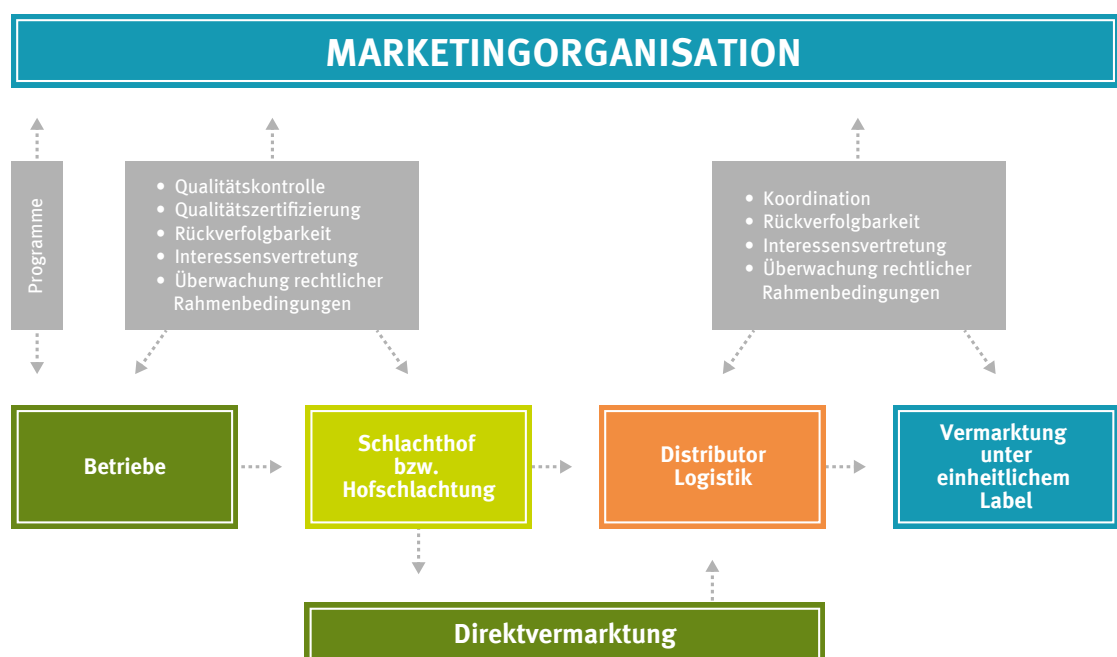 MARKETINGORGANISATION
Programme
• Qualitätskontrolle
• Qualitätszertifizierung
• Rückverfolgbarkeit
• Interessensvertretung
• Überwachung rechtlicher
Rahmenbedingungen
• Koordination
• Rückverfolgbarkeit
• Interessensvertretung
• Überwachung rechtlicher
Rahmenbedingungen
Betriebe
Schlachthof
bzw.
Hofschlachtung
Distributor
Logistik
Vermarktung
unter
einheitlichem
Label
Direktvermarktung